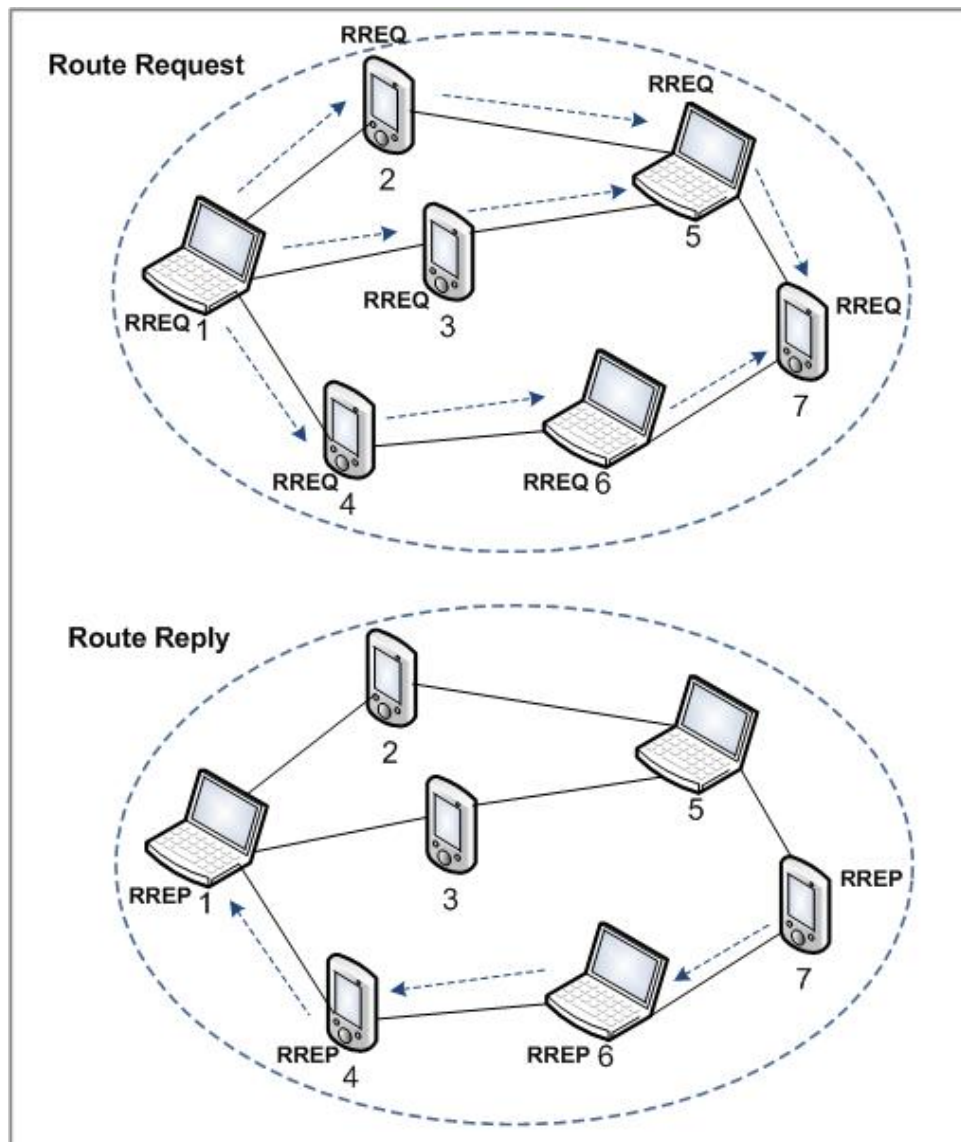 RREQ
Route Request
RREQ
2
5
RREQ
RREQ 1
RREQ
3
7
RREQ
4
RREQ 6
Route Reply
2
5
3
RREP
RREP 1
7
RREP
4
RREP 6